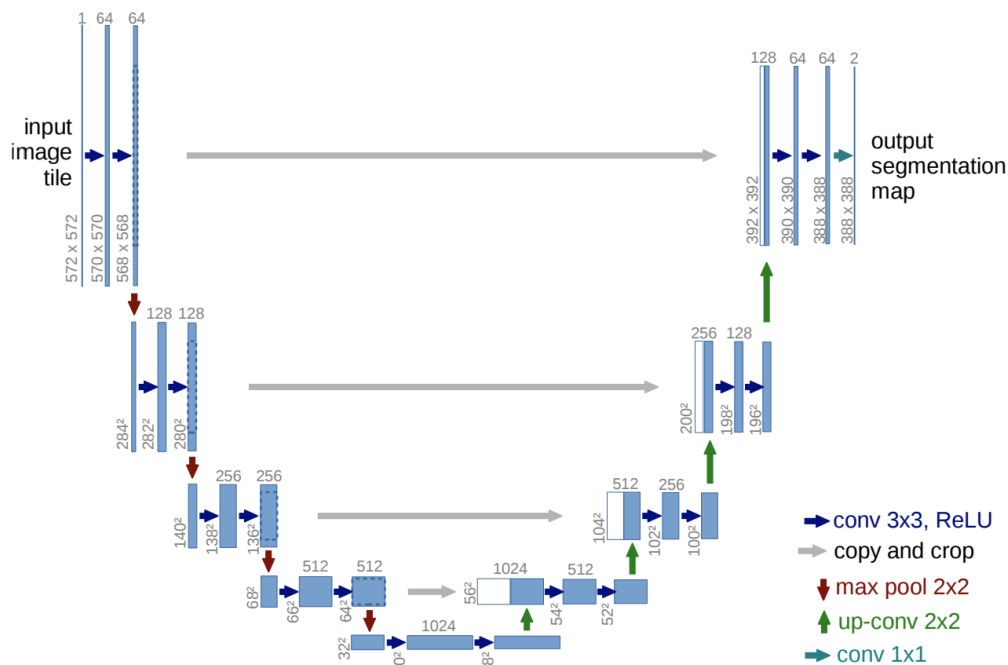 1 64 64
128 64 64 2
input
image
tile
output
segmentation
map
572 x 572
570 x 570
568 x 568
392 x 392
390 x 390
388 x 388
388 x 388
128 128
256 128
284²
282²
280²
200²
198²
196²
256 256
512 256
140²
138²
136²
104²
102²
100²
512 512
1024 512
68²
66²
64²
56²
54²
52²
1024
32²
0²
8²
conv 3x3, ReLU
copy and crop
max pool 2x2
up-conv 2x2
conv 1x1